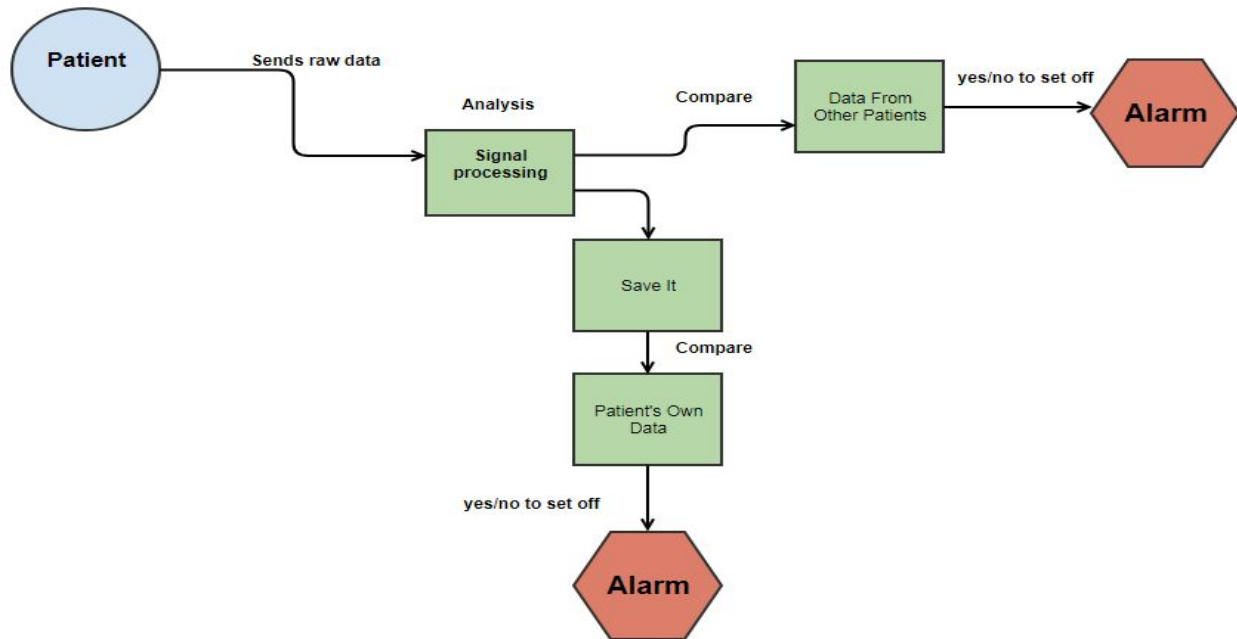 Patient
Sends raw data
Analysis
Signal
processing
Compare
Data From
Other Patients
yes/no to set off
Alarm
Save It
Compare
Patient's Own
Data
yes/no to set off
Alarm